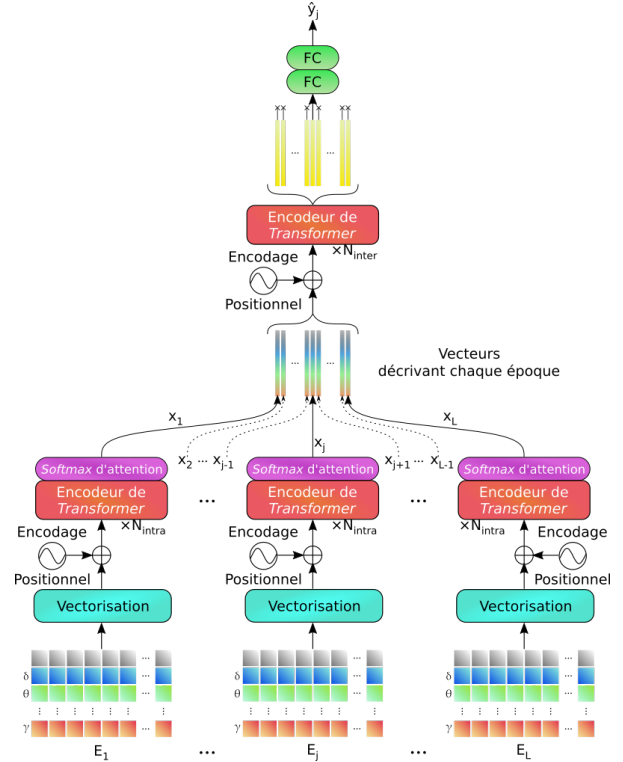 ŷj
FC
FC
×× ××× ××
... ...
Encodeur de
Transformer
×Ninter
Encodage
Positionnel
... ...
Vecteurs
décrivant chaque époque
x1
x2 ... xj-1
xj
xj+1 ... xL-1
xL
Softmax d'attention
Softmax d'attention
Softmax d'attention
Encodeur de
Transformer
...
Encodeur de
Transformer
...
Encodeur de
Transformer
×Nintra
×Nintra
×Nintra
Encodage
Positionnel
Encodage
Positionnel
Encodage
Positionnel
Vectorisation
Vectorisation
Vectorisation
... ... ...
δ ... δ ... δ ...
θ ... θ ... θ ...
γ ... γ ... γ ...
E1 ... Ej ... EL